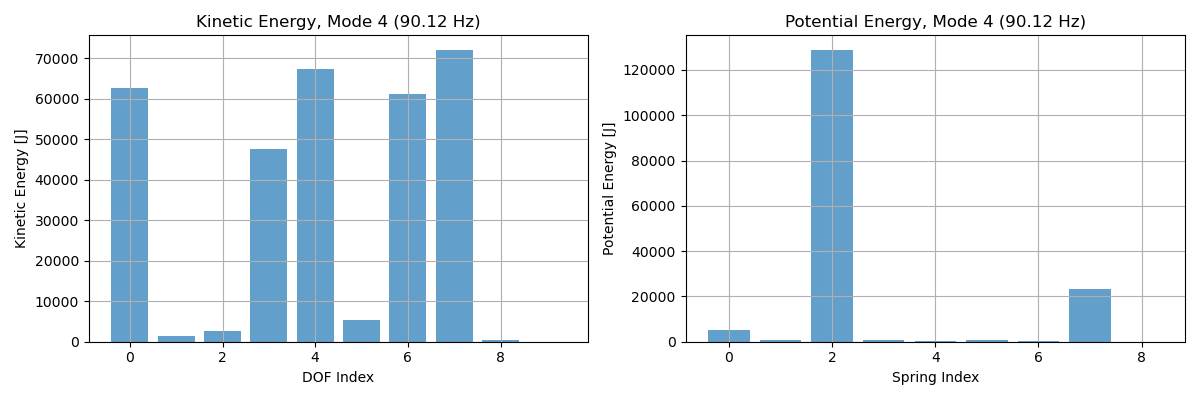 Kinetic Energy, Mode 4 (90.12 Hz)
Kinetic Energy [J]
70000
60000
50000
40000
30000
20000
10000
0
0 2 4 6 8
DOF Index
Potential Energy, Mode 4 (90.12 Hz)
Potential Energy [J]
120000
100000
80000
60000
40000
20000
0
0 2 4 6 8
Spring Index